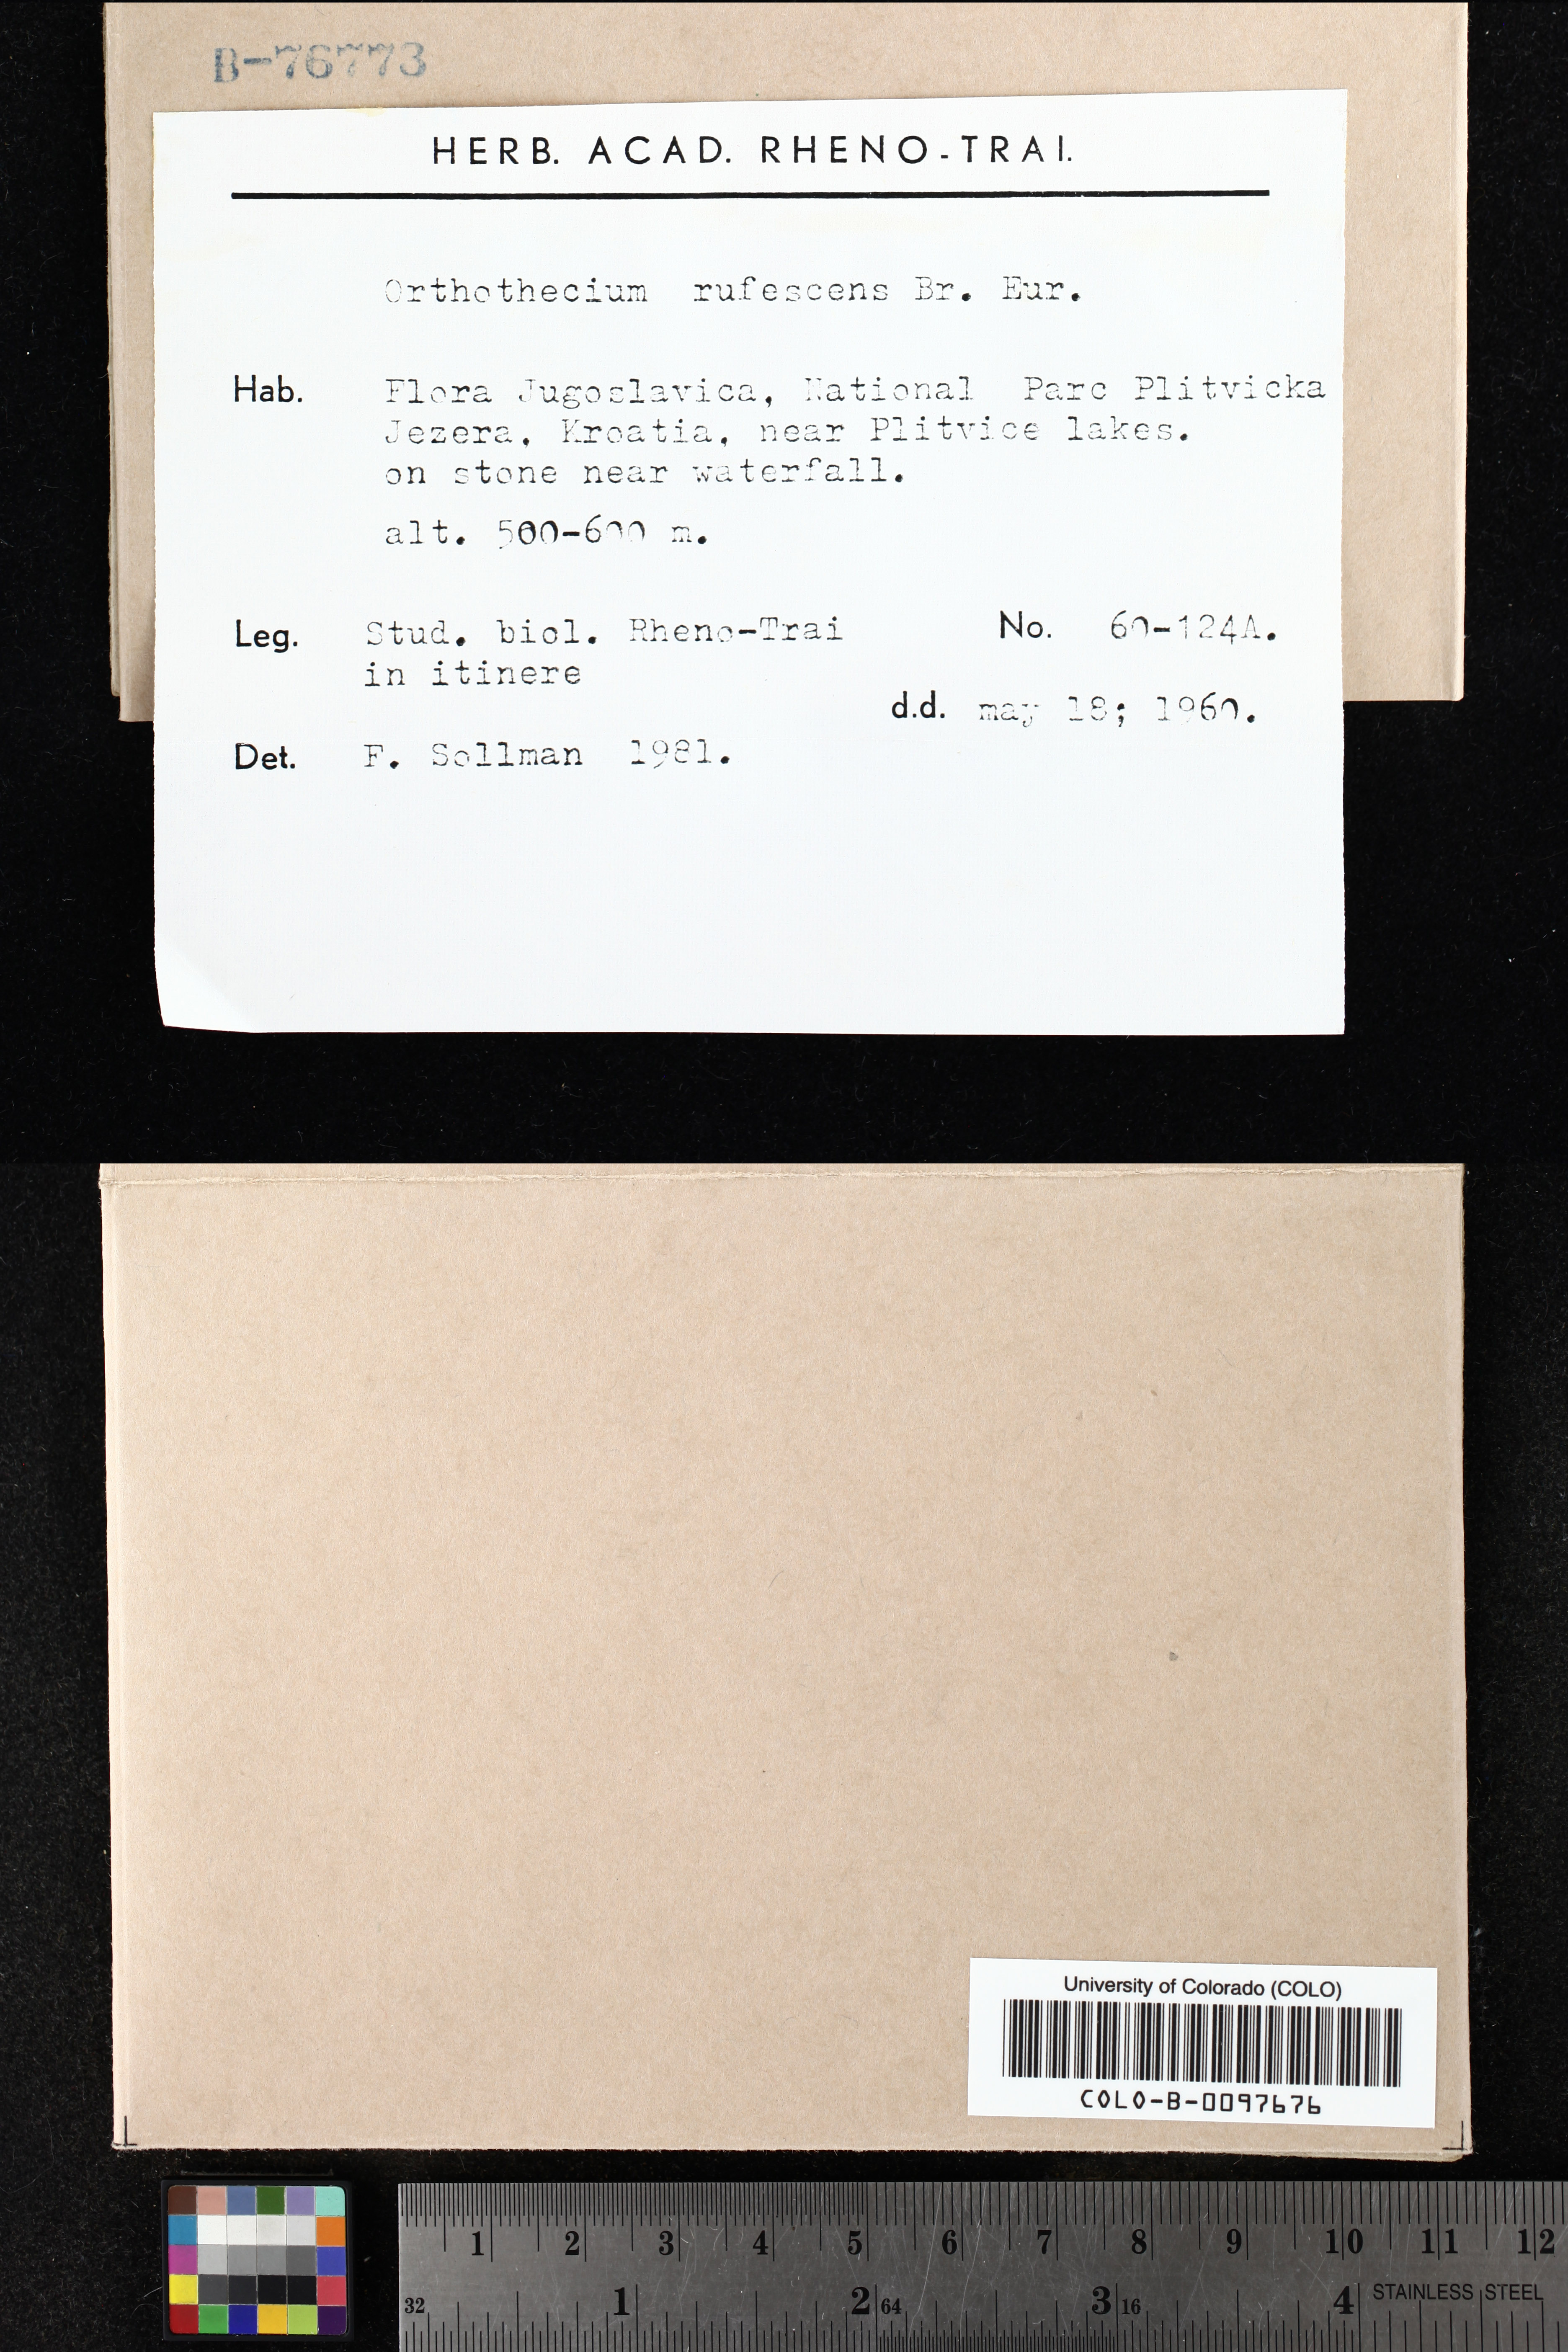 B-76773
HERB. ACAD. RHENO-TRAI.
Orthothecium rufescens Br. Eur.
Hab. Flora Jugoslavica, National Parc Plitvicka
Jezera, Kroatia, near Plitvice lakes.
on stone near waterfall.
alt. 500-600 m.
Leg. Stud. biol. Rheno-Trai No. 60-124A.
in itinere
d.d. may 18; 1960.
Det. F. Sollman 1981.
University of Colorado (COLO)
COLO-B-0097676
1 2 3 4 5 6 7 8 9 10 11 12
32 1 2 64 3 16 4 STAINLESS STEEL